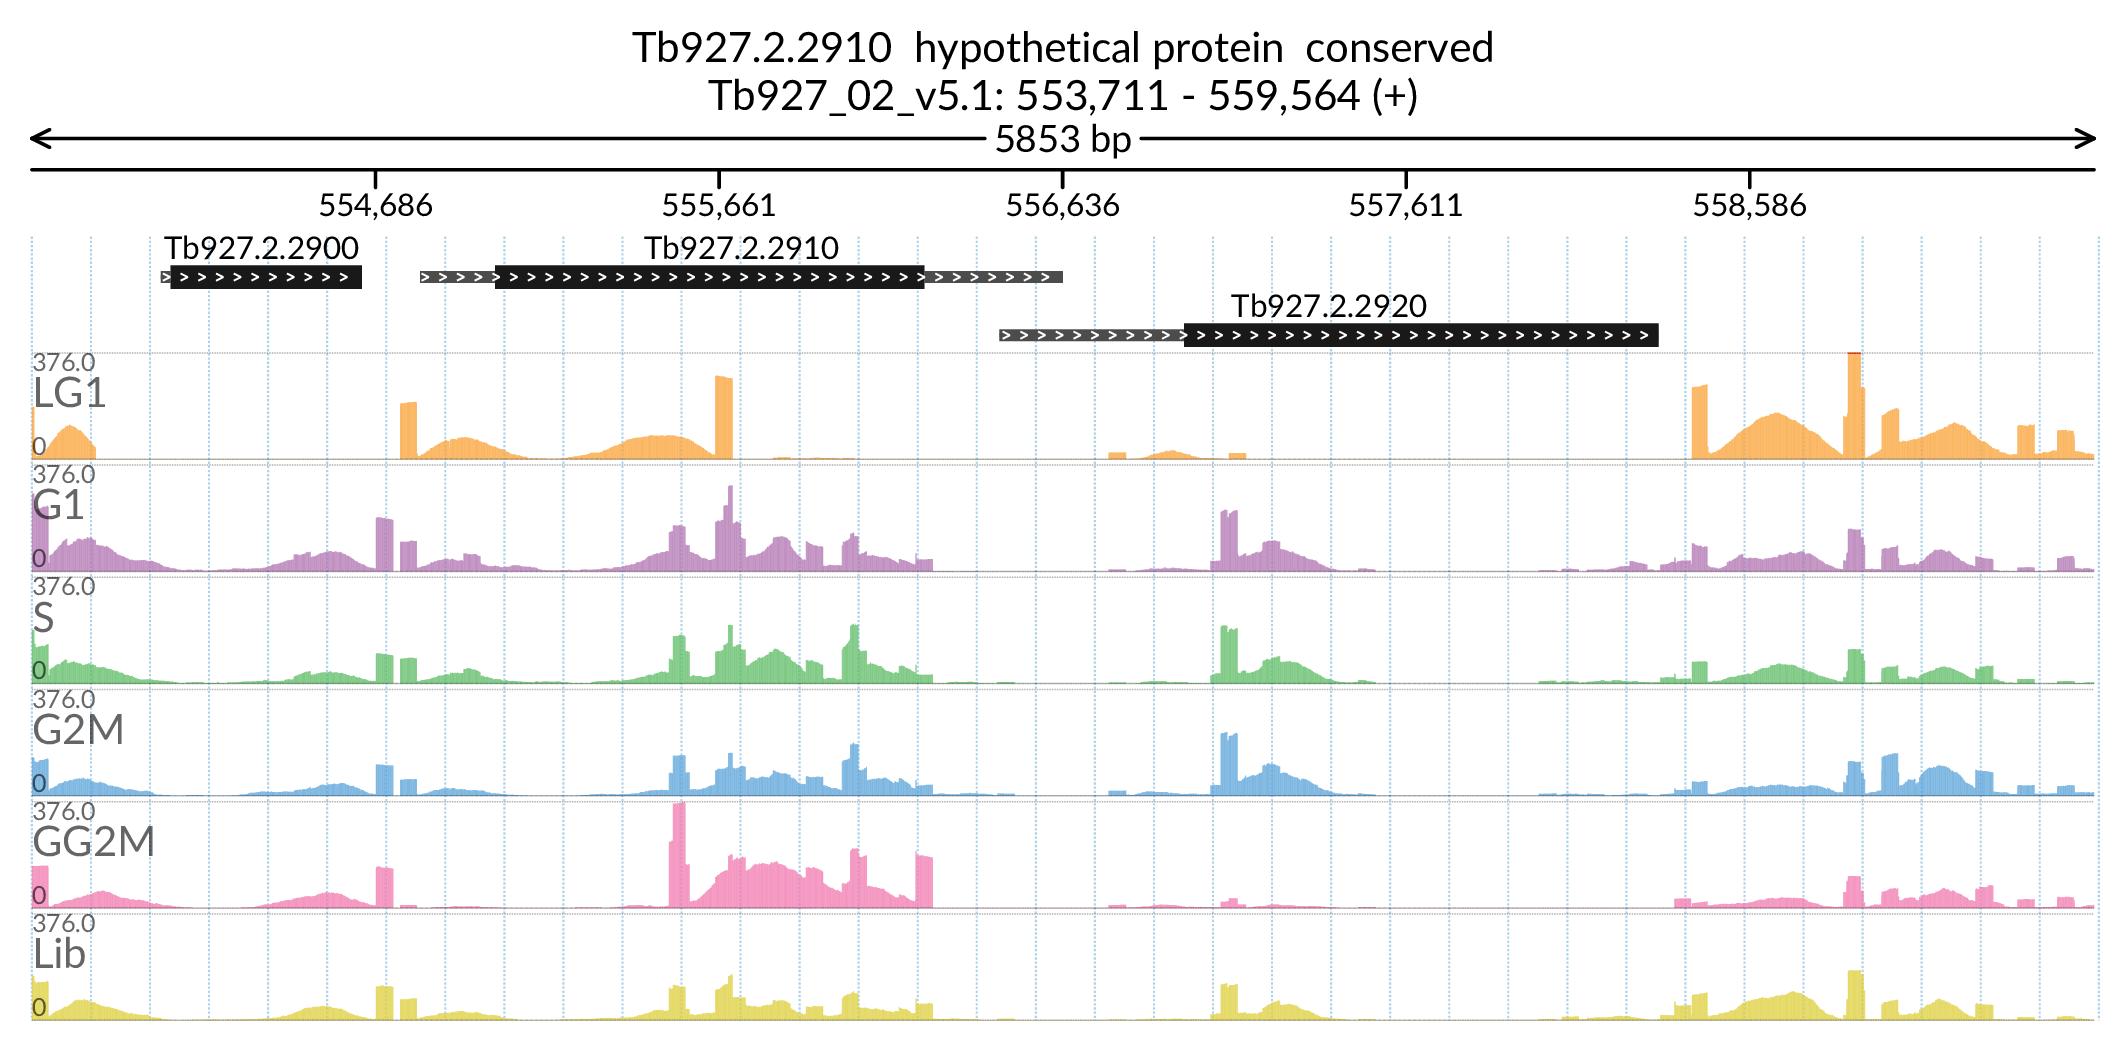 Tb927.2.2910 hypothetical protein conserved
Tb927_02_v5.1: 553,711 - 559,564 (+)
5853 bp
554,686 555,661 556,636 557,611 558,586
Tb927.2.2900 Tb927.2.2910
Tb927.2.2920
376.0
LG1
0
376.0
G1
0
376.0
S
0
376.0
G2M
0
376.0
GG2M
0
376.0
Lib
0